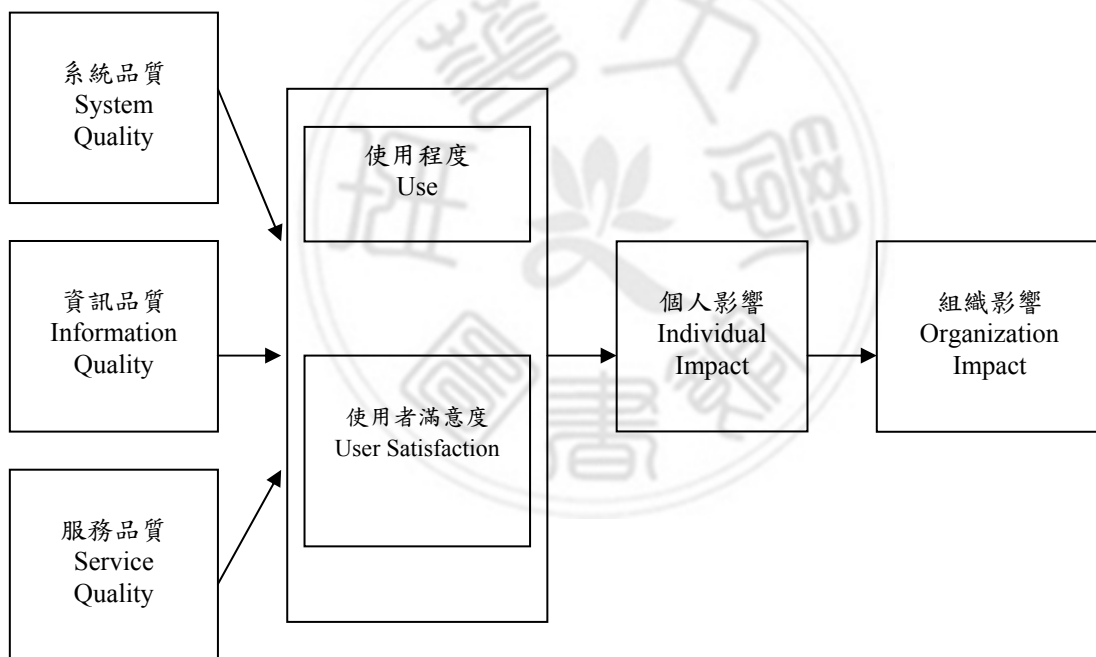 系統品質
System
Quality
使用程度
Use
資訊品質
Information
Quality
使用者滿意度
User Satisfaction
服務品質
Service
Quality
個人影響
Individual
Impact
組織影響
Organization
Impact